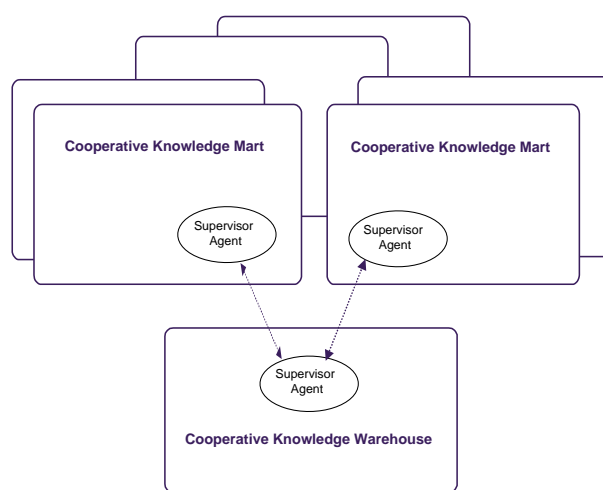 Cooperative Knowledge Mart
Supervisor
Agent
Cooperative Knowledge Mart
Supervisor
Agent
Supervisor
Agent
Cooperative Knowledge Warehouse